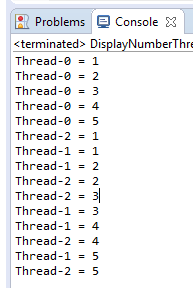 Problems Console
<terminated> DisplayNumberThre
Thread-0 = 1
Thread-0 = 2
Thread-0 = 3
Thread-0 = 4
Thread-0 = 5
Thread-2 = 1
Thread-1 = 1
Thread-1 = 2
Thread-2 = 2
Thread-2 = 3
Thread-1 = 3
Thread-1 = 4
Thread-2 = 4
Thread-1 = 5
Thread-2 = 5